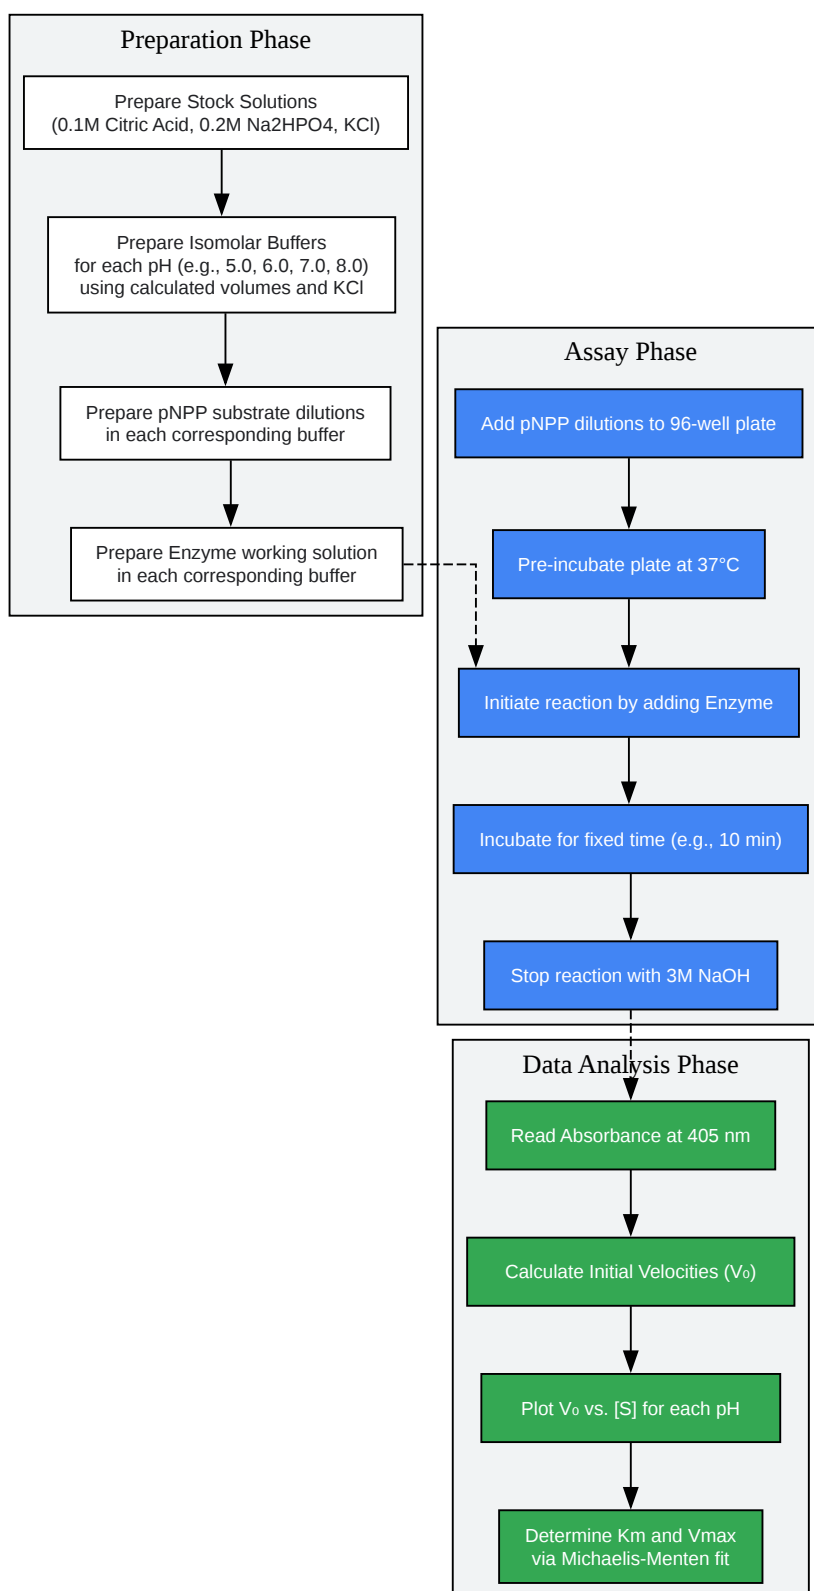 Preparation Phase
Prepare Stock Solutions
(0.1M Citric Acid, 0.2M Na2HPO4, KCl)
Prepare Isomolar Buffers
for each pH (e.g., 5.0, 6.0, 7.0, 8.0)
using calculated volumes and KCl
Prepare pNPP substrate dilutions
in each corresponding buffer
Prepare Enzyme working solution
in each corresponding buffer
Assay Phase
Add pNPP dilutions to 96-well plate
Pre-incubate plate at 37°C
Initiate reaction by adding Enzyme
Incubate for fixed time (e.g., 10 min)
Stop reaction with 3M NaOH
Data Analysis Phase
Read Absorbance at 405 nm
Calculate Initial Velocities (V₀)
Plot V₀ vs. [S] for each pH
Determine Km and Vmax
via Michaelis-Menten fit